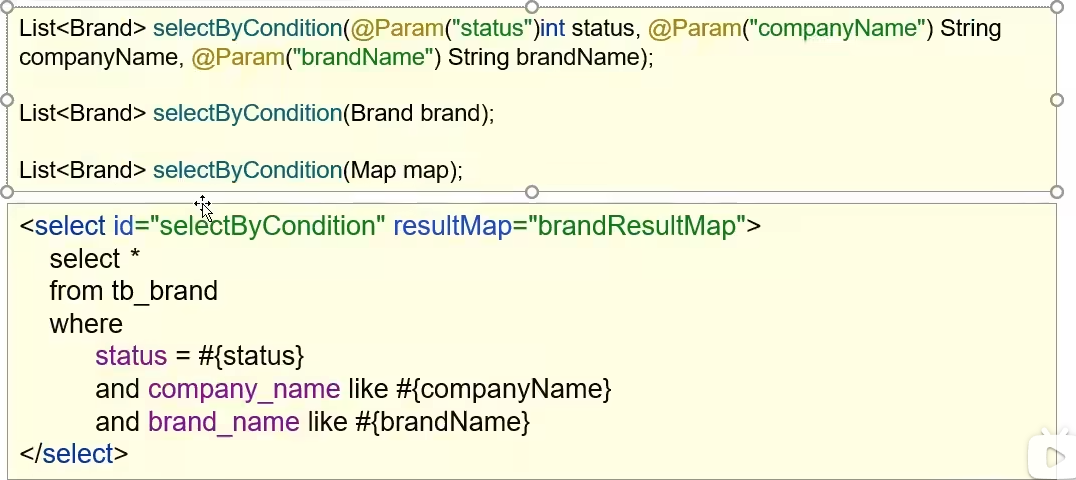 List<Brand> selectByCondition(@Param("status")int status, @Param("companyName") String
companyName, @Param("brandName") String brandName);
List<Brand> selectByCondition(Brand brand);
List<Brand> selectByCondition(Map map);
<select id="selectByCondition" resultMap="brandResultMap">
select *
from tb_brand
where
status = #{status}
and company_name like #{companyName}
and brand_name like #{brandName}
</select>